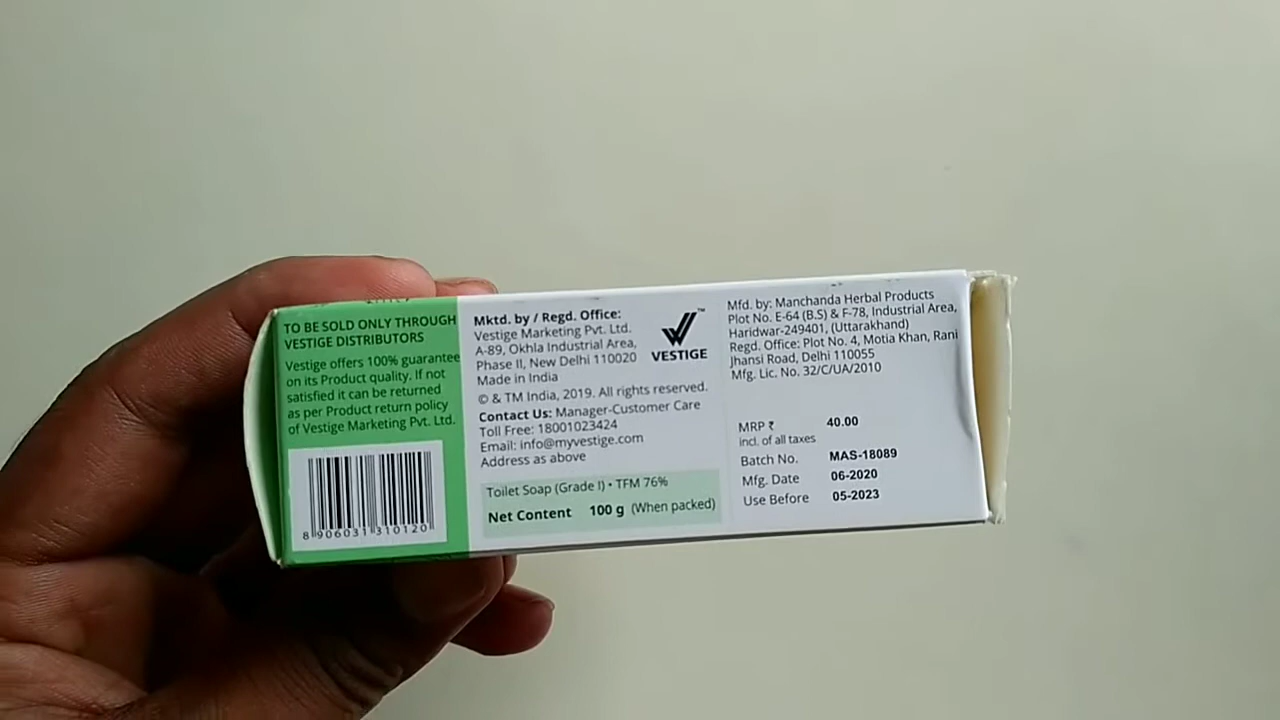 TO BE SOLD ONLY THROUGH
VESTIGE DISTRIBUTORS
Vestige offers 100% guarantee
on its Product quality. If not
satisfied it can be returned
as per Product return policy
of Vestige Marketing Pvt. Ltd.
8 906031 310120
Mktd. by / Regd. Office:
Vestige Marketing Pvt. Ltd.
A-89, Okhla Industrial Area,
Phase II, New Delhi 110020
Made in India
© & TM India, 2019. All rights reserved.
Contact Us: Manager-Customer Care
Toll Free: 18001023424
Email: info@myvestige.com
Address as above
TM
VESTIGE
Toilet Soap (Grade I) • TFM 76%
Net Content 100 g (When packed)
Mfd. by: Manchanda Herbal Products
Plot No. E-64 (B.S) & F-78, Industrial Area,
Haridwar-249401, (Uttarakhand)
Regd. Office: Plot No. 4, Motia Khan, Rani
Jhansi Road, Delhi 110055
Mfg. Lic. No. 32/C/UA/2010
MRP ₹ 40.00
incl. of all taxes
Batch No. MAS-18089
Mfg. Date 06-2020
Use Before 05-2023